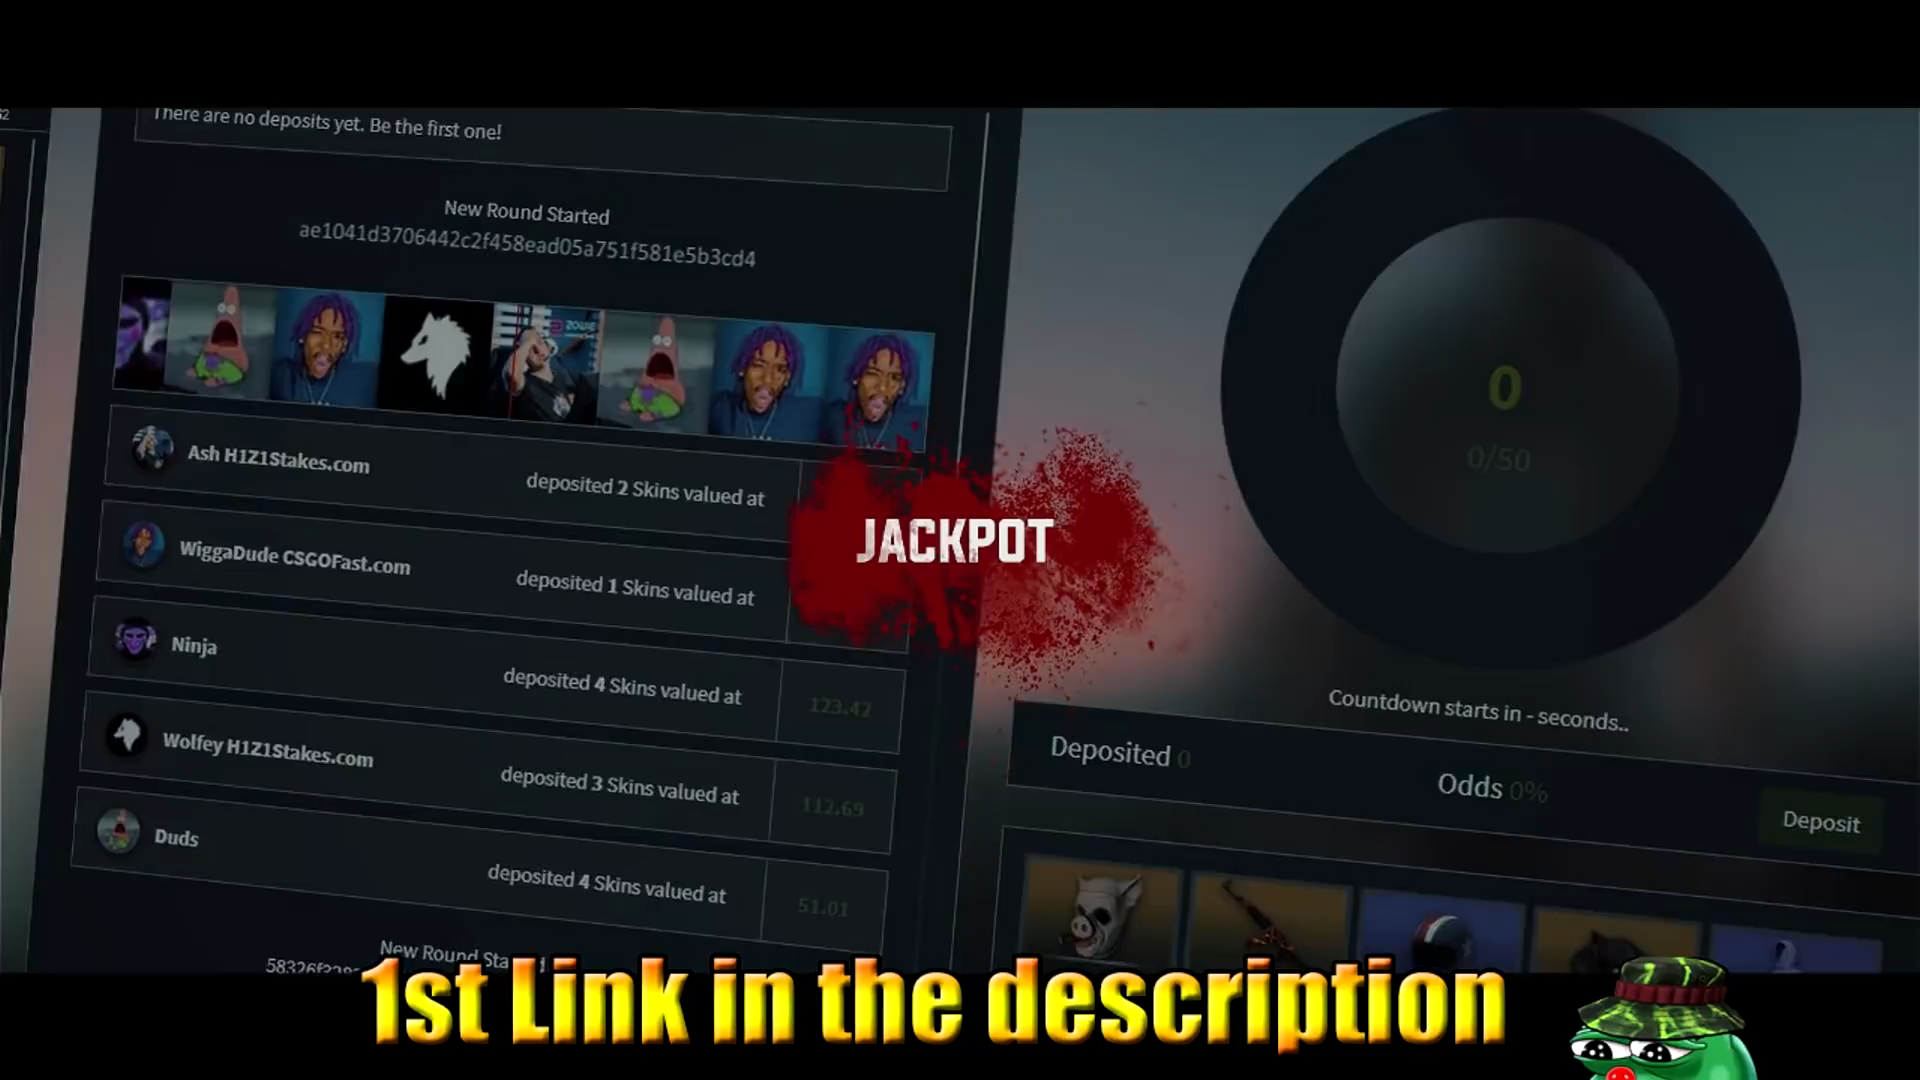 There are no deposits yet. Be the first one!
New Round Started
ae1041d3706442c2f458ead05a751f581e5b3cd4
ZOWIE
Ash H1Z1Stakes.com
deposited 2 Skins valued at
WiggaDude CSGOFast.com
deposited 1 Skins valued at
Ninja
deposited 4 Skins valued at
123.42
Wolfey H1Z1Stakes.com
deposited 3 Skins valued at
112.69
Duds
deposited 4 Skins valued at
51.01
New Round
JACKPOT
0
0/50
Countdown starts in - seconds..
Deposited 0
Odds 0%
Deposit
1st Link in the description